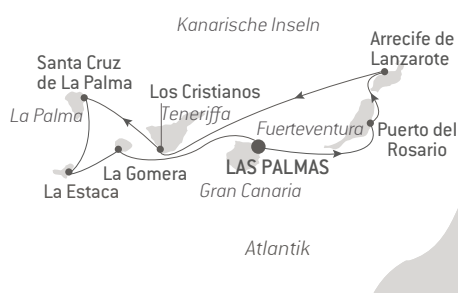 Kanarische Inseln
Arrecife de
Lanzarote
Santa Cruz
de La Palma
Los Cristianos
La Palma
Teneriffa
Fuerteventura
Puerto del
Rosario
La Gomera
LAS PALMAS
La Estaca
Gran Canaria
Atlantik